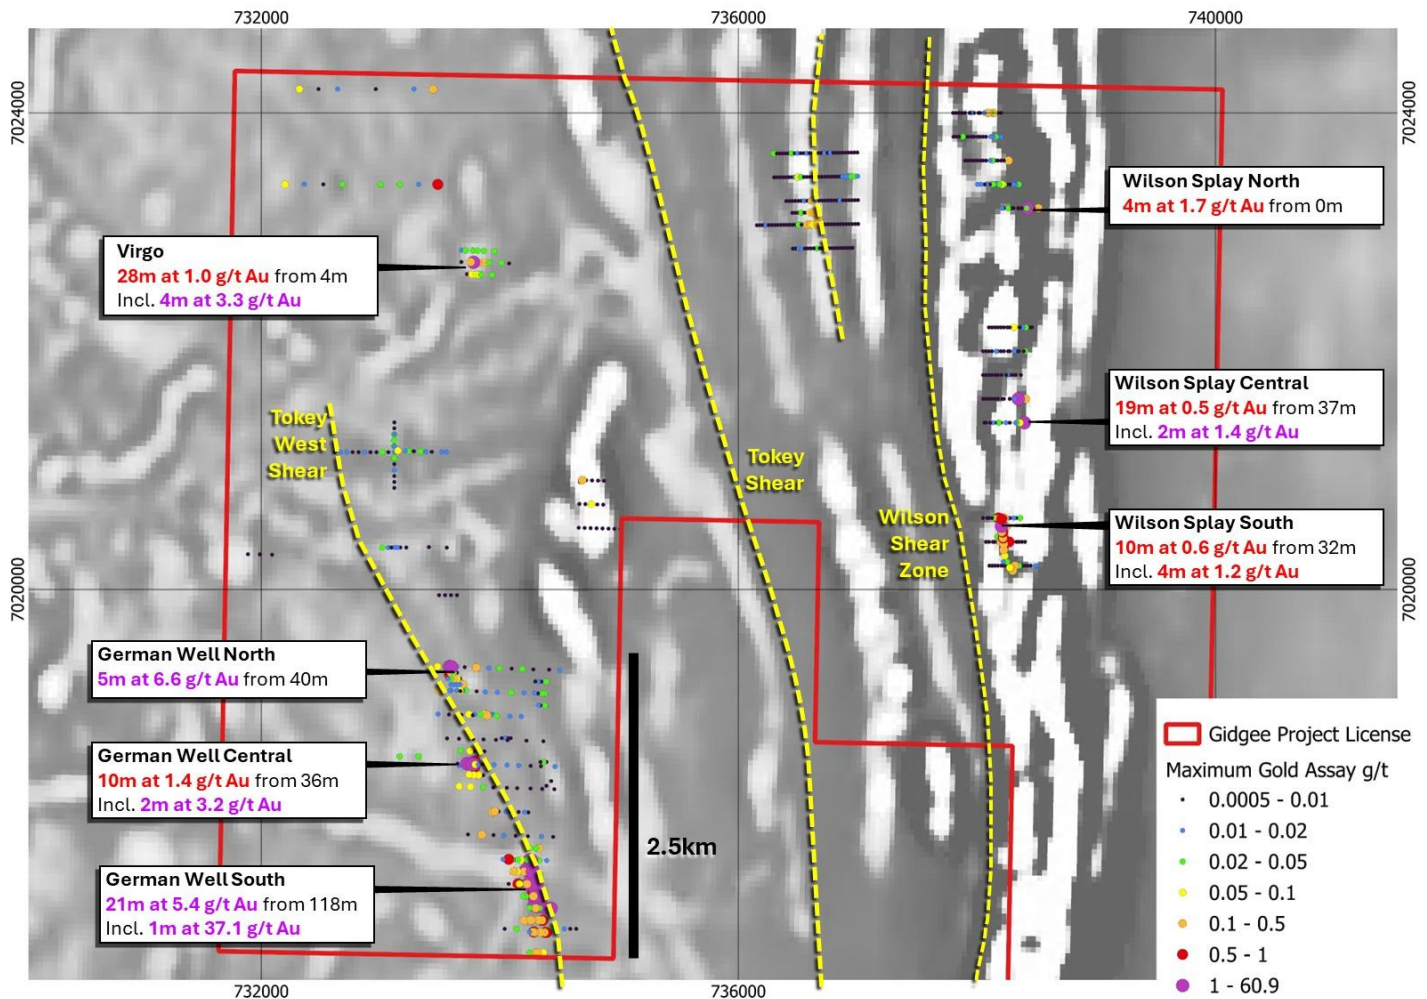 732000
736000
740000
7024000
7024000
Wilson Splay North
4m at 1.7 g/t Au from 0m
Virgo
28m at 1.0 g/t Au from 4m
Incl. 4m at 3.3 g/t Au
Wilson Splay Central
19m at 0.5 g/t Au from 37m
Incl. 2m at 1.4 g/t Au
Tokey
West
Shear
Tokey
Shear
Wilson
Shear
Zone
Wilson Splay South
10m at 0.6 g/t Au from 32m
Incl. 4m at 1.2 g/t Au
7020000
7020000
German Well North
5m at 6.6 g/t Au from 40m
German Well Central
10m at 1.4 g/t Au from 36m
Incl. 2m at 3.2 g/t Au
2.5km
German Well South
21m at 5.4 g/t Au from 118m
Incl. 1m at 37.1 g/t Au
Gidgee Project License
Maximum Gold Assay g/t
0.0005 - 0.01
0.01 - 0.02
0.02 - 0.05
0.05 - 0.1
0.1 - 0.5
0.5 - 1
1 - 60.9
732000
736000